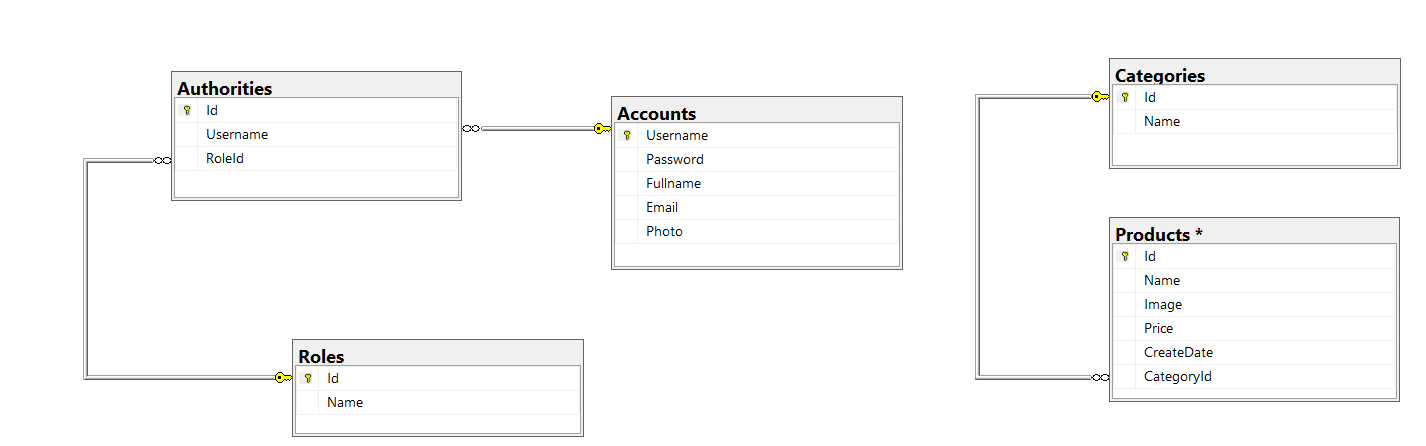 Authorities
Id
Username
RoleId
Accounts
Username
Password
Fullname
Email
Photo
Roles
Id
Name
Categories
Id
Name
Products *
Id
Name
Image
Price
CreateDate
CategoryId